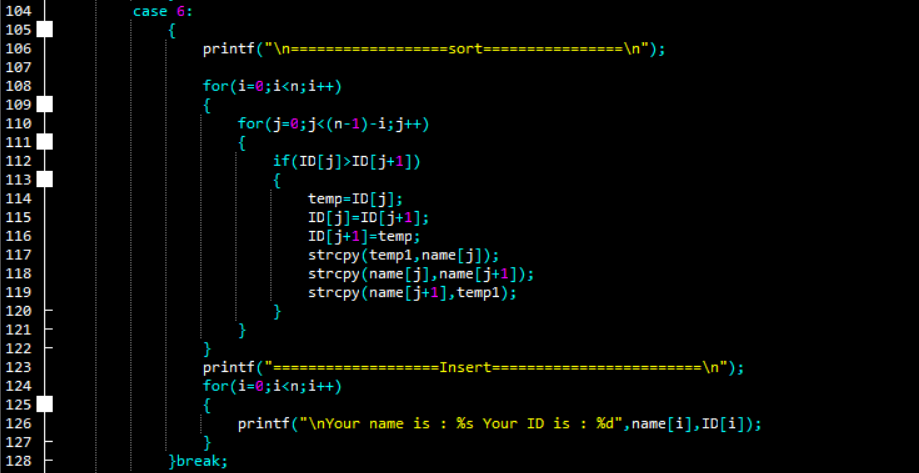 104 case 6:
105 {
106 printf("\n==================sort================\n");
107
108 for(i=0;i<n;i++)
109 {
110 for(j=0;j<(n-1)-i;j++)
111 {
112 if(ID[j]>ID[j+1])
113 {
114 temp=ID[j];
115 ID[j]=ID[j+1];
116 ID[j+1]=temp;
117 strcpy(temp1,name[j]);
118 strcpy(name[j],name[j+1]);
119 strcpy(name[j+1],temp1);
120 }
121 }
122 }
123 printf("===================Insert========================\n");
124 for(i=0;i<n;i++)
125 {
126 printf("\nYour name is : %s Your ID is : %d",name[i],ID[i]);
127 }
128 }break;